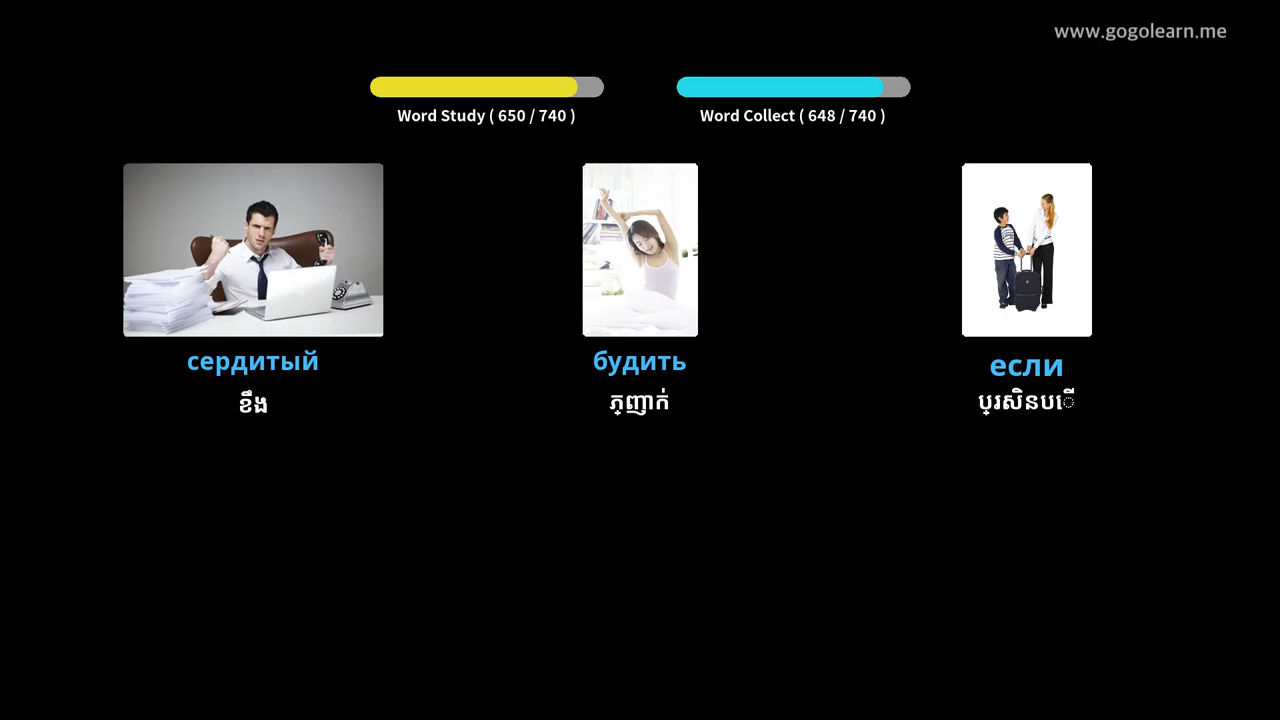 www.gogolearn.me
Word Study ( 650 / 740 )
Word Collect ( 648 / 740 )
сердитый
будить
если
ខឹង
ភ្ញាក់
ប្រសិនបើ